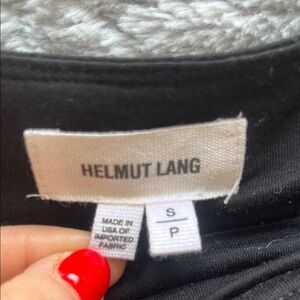 HELMUT LANG
MADE IN
USA OF
IMPORTED
FABRIC
S
P